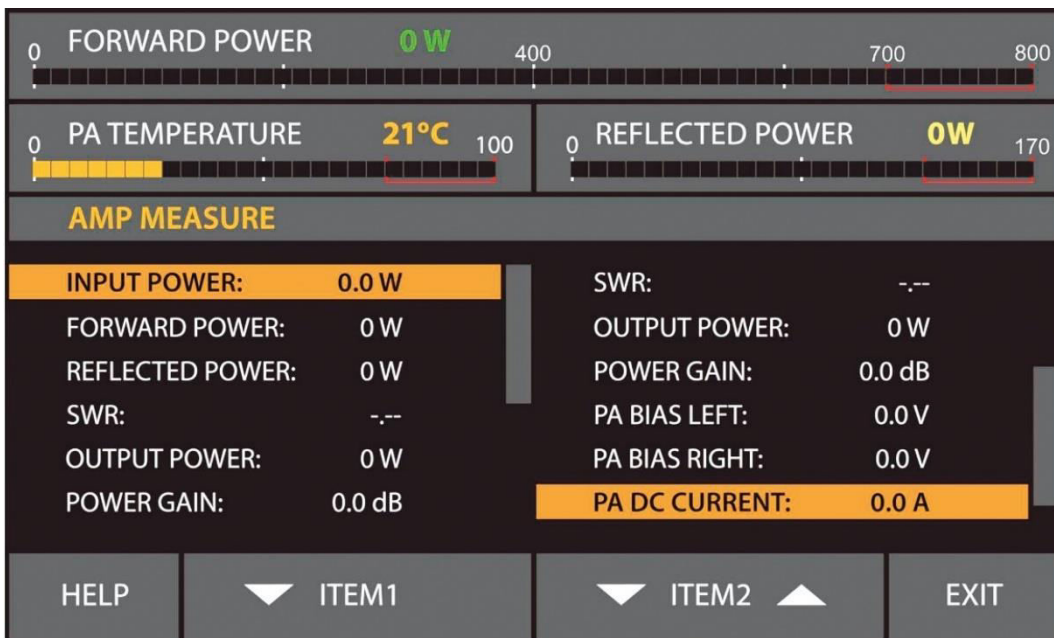 FORWARD POWER 0 W
0 400 700 800
PA TEMPERATURE 21°C
0 100
REFLECTED POWER 0W
0 170
AMP MEASURE
INPUT POWER: 0.0 W
FORWARD POWER: 0 W
REFLECTED POWER: 0 W
SWR: -.--
OUTPUT POWER: 0 W
POWER GAIN: 0.0 dB
SWR: -.--
OUTPUT POWER: 0 W
POWER GAIN: 0.0 dB
PA BIAS LEFT: 0.0 V
PA BIAS RIGHT: 0.0 V
PA DC CURRENT: 0.0 A
HELP
ITEM1
ITEM2
EXIT